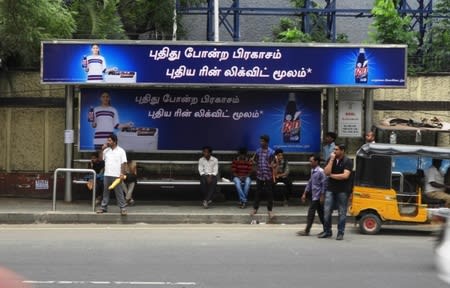 புதிது போன்ற பிரகாசம்
புதிய ரின் லிக்விட் மூலம்*
புதிது போன்ற பிரகாசம்
புதிய ரின் லிக்விட் மூலம்*